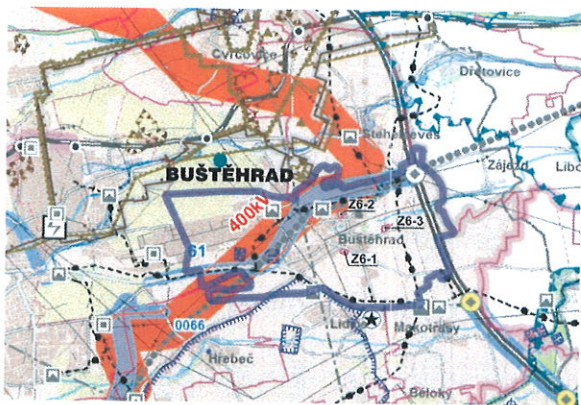 Cvrčovice
Dřetovice
Stehelčeves
BUŠTĚHRAD
Zájezd
Libo
400kV
Z6-2
Z6-3
Buštěhrad
61
Z6-1
0066
Lidice
Makotřasy
Hřebeč
Běloky